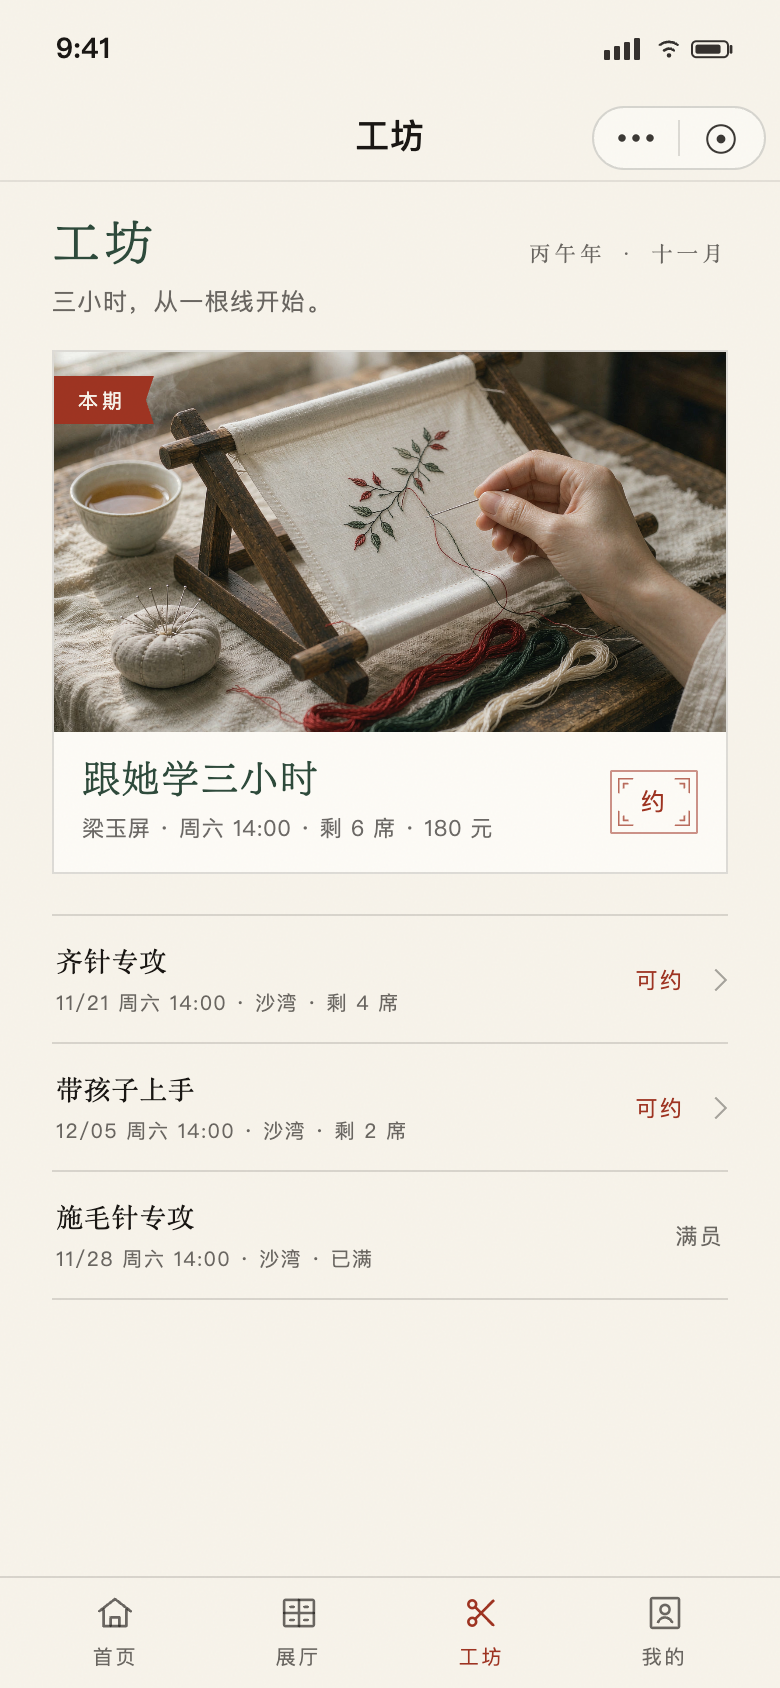 9:41
工坊
工坊
丙午年 · 十一月
三小时，从一根线开始。
本期
跟她学三小时
梁玉屏 · 周六 14:00 · 剩 6 席 · 180 元
约
齐针专攻
11/21 周六 14:00 · 沙湾 · 剩 4 席
可约
带孩子上手
12/05 周六 14:00 · 沙湾 · 剩 2 席
可约
施毛针专攻
11/28 周六 14:00 · 沙湾 · 已满
满员
首页
展厅
工坊
我的